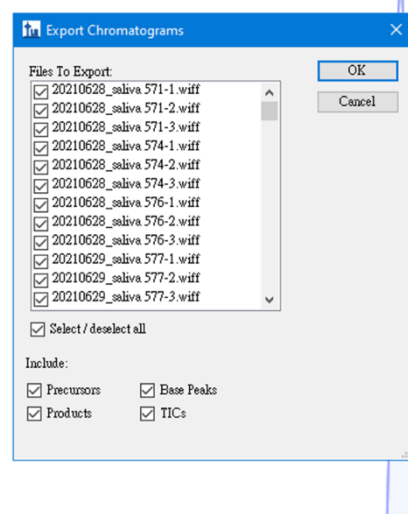 Export Chromatograms
Files To Export:
OK
20210628_saliva 571-1.wiff
20210628_saliva 571-2.wiff
Cancel
20210628_saliva 571-3.wiff
20210628_saliva 574-1.wiff
20210628_saliva 574-2.wiff
20210628_saliva 574-3.wiff
20210628_saliva 576-1.wiff
20210628_saliva 576-2.wiff
20210628_saliva 576-3.wiff
20210629_saliva 577-1.wiff
20210629_saliva 577-2.wiff
20210629_saliva 577-3.wiff
Select / deselect all
Include:
Precursors
Base Peaks
Products
TICs